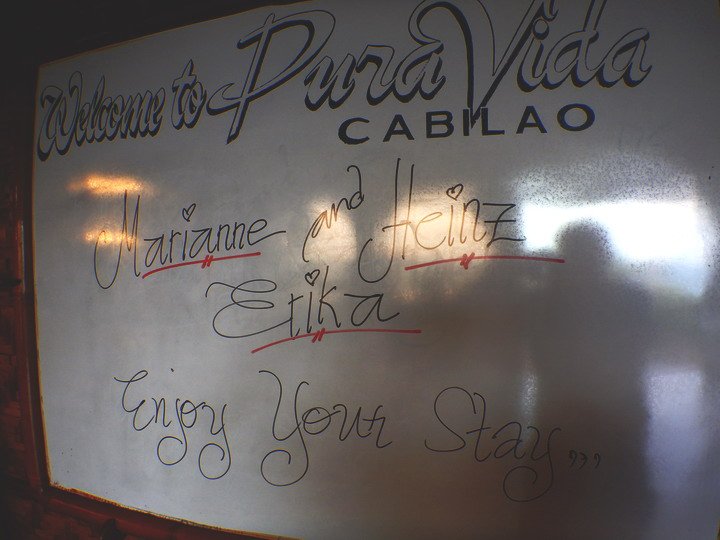 Welcome to Pura Vida
CABILAO
Marianne and Heinz
Erika
Enjoy Your Stay,,,